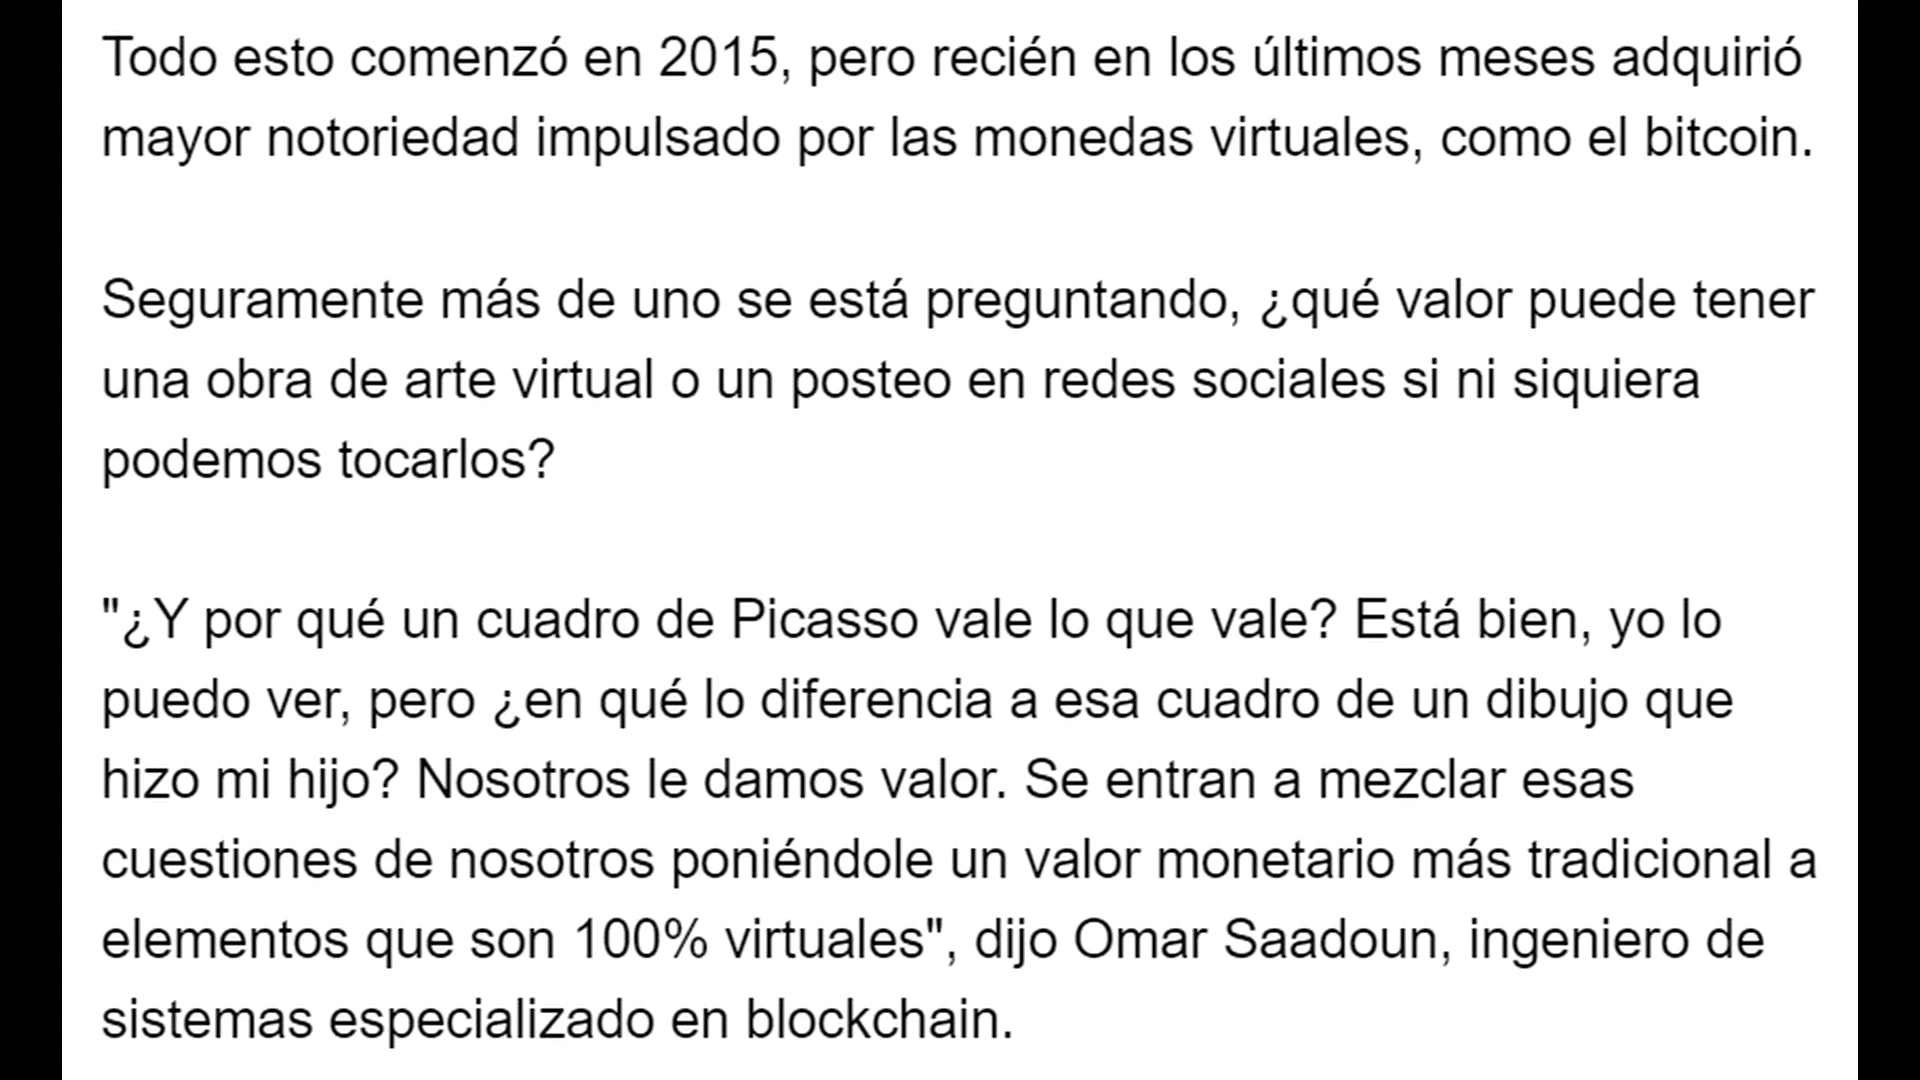 Todo esto comenzó en 2015, pero recién en los últimos meses adquirió
mayor notoriedad impulsado por las monedas virtuales, como el bitcoin.
Seguramente más de uno se está preguntando, ¿qué valor puede tener
una obra de arte virtual o un posteo en redes sociales si ni siquiera
podemos tocarlos?
"¿Y por qué un cuadro de Picasso vale lo que vale? Está bien, yo lo
puedo ver, pero ¿en qué lo diferencia a esa cuadro de un dibujo que
hizo mi hijo? Nosotros le damos valor. Se entran a mezclar esas
cuestiones de nosotros poniéndole un valor monetario más tradicional a
elementos que son 100% virtuales", dijo Omar Saadoun, ingeniero de
sistemas especializado en blockchain.